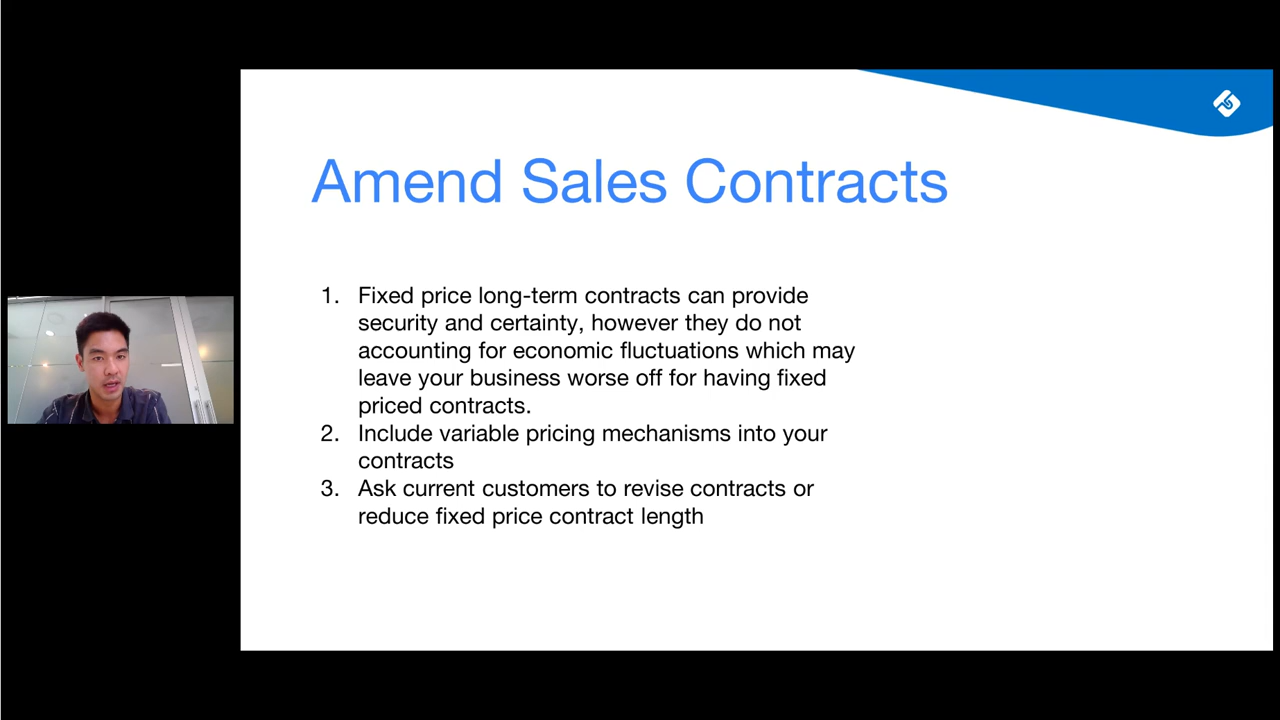 Amend Sales Contracts
1. Fixed price long-term contracts can provide
security and certainty, however they do not
accounting for economic fluctuations which may
leave your business worse off for having fixed
priced contracts.
2. Include variable pricing mechanisms into your
contracts
3. Ask current customers to revise contracts or
reduce fixed price contract length